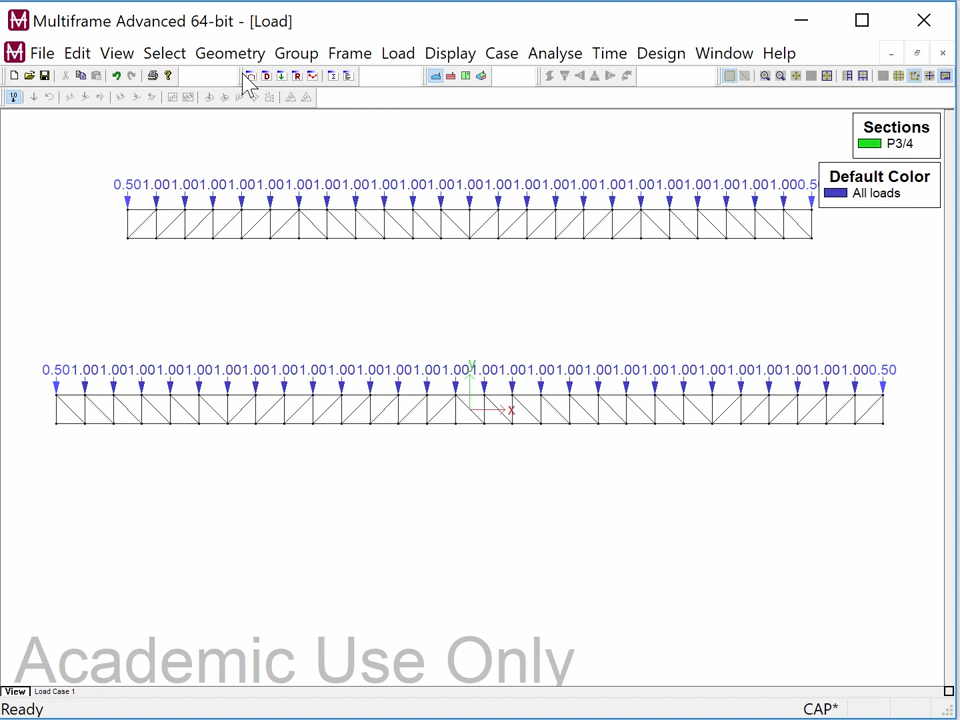 Multiframe Advanced 64-bit - [Load]
File Edit View Select Geometry Group Frame Load Display Case Analyse Time Design Window Help
Sections
P3/4
Default Color
All loads
0.501.001.001.001.001.001.001.001.001.001.001.001.001.001.001.001.001.001.001.001.001.001.001.000.5
0.501.001.001.001.001.001.001.001.001.001.001.001.001.001.001.001.001.001.001.001.001.001.001.001.001.001.001.001.000.50
Y
X
Academic Use Only
View Load Case 1
Ready CAP*